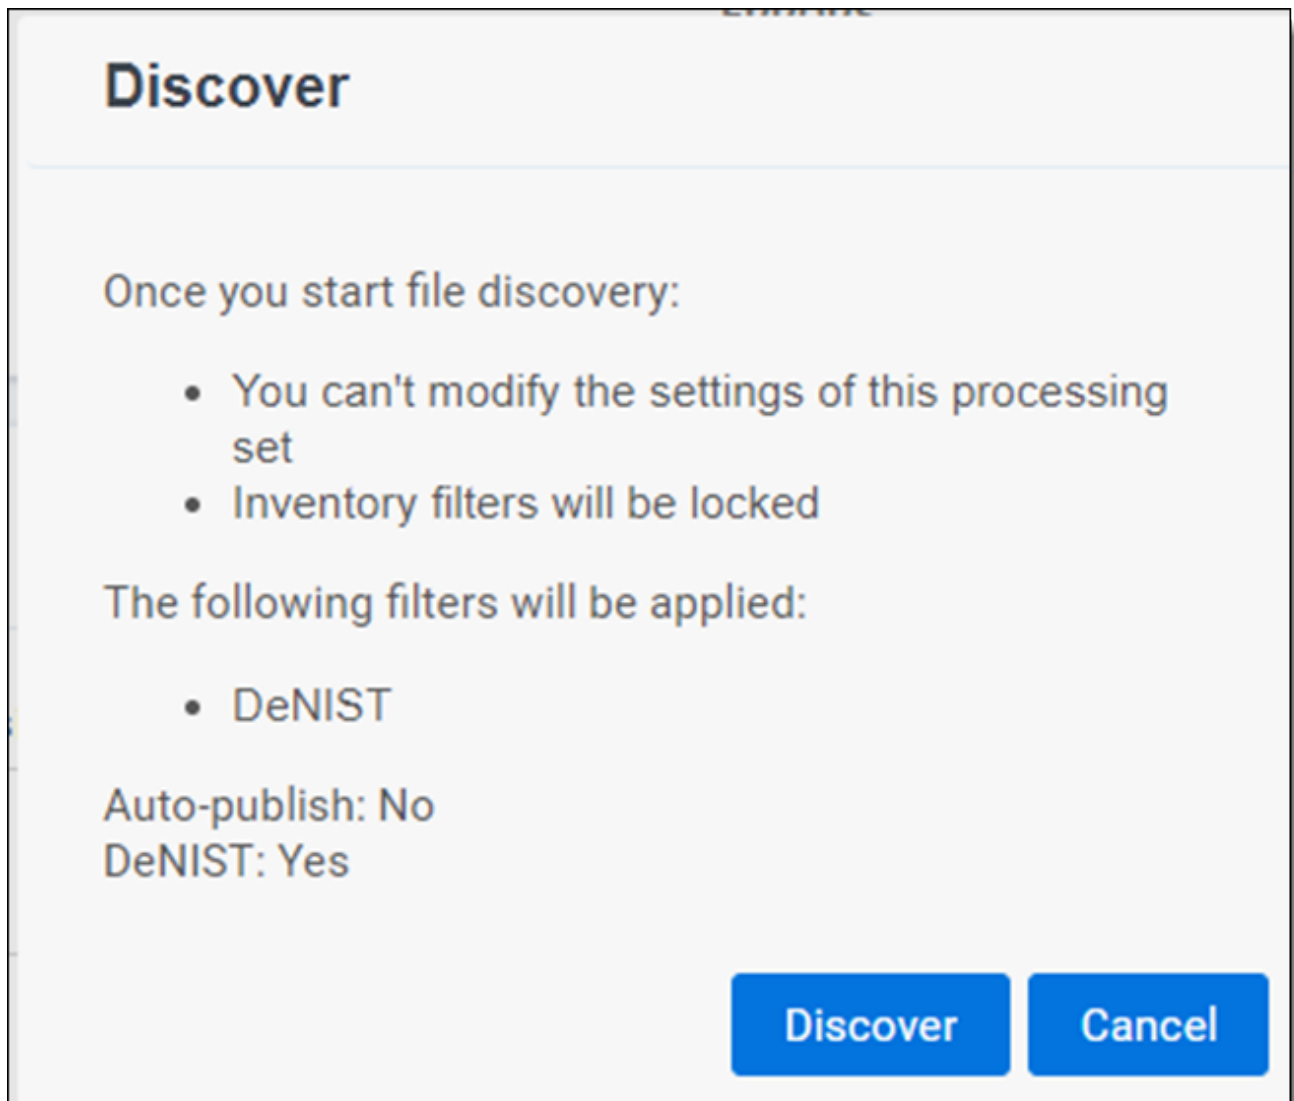 Discover
Once you start file discovery:
• You can't modify the settings of this processing
set
• Inventory filters will be locked
The following filters will be applied:
• DeNIST
Auto-publish: No
DeNIST: Yes
Discover
Cancel